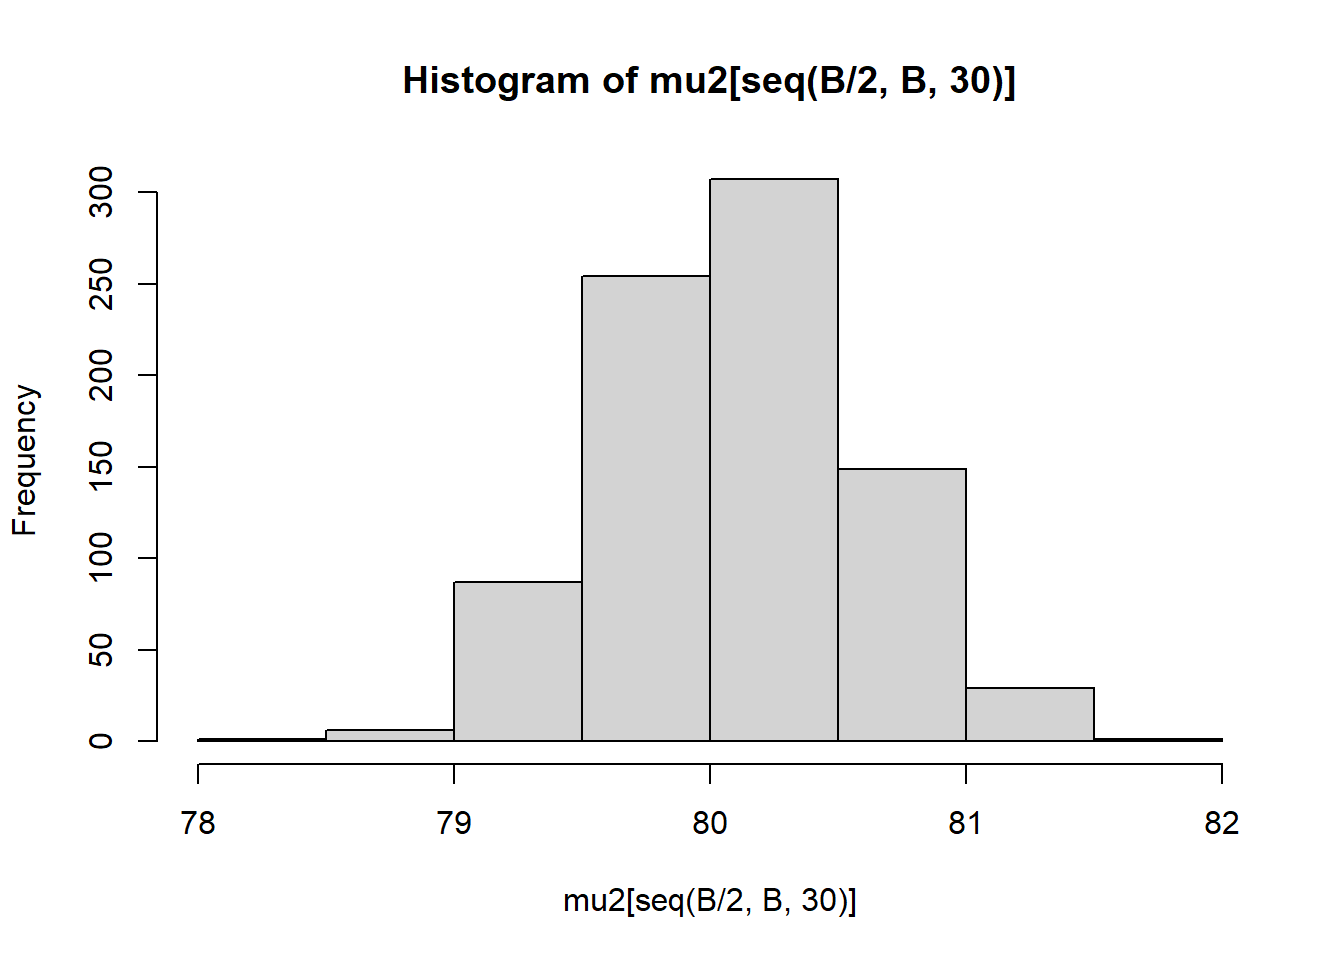 Histogram of mu2[seq(B/2, B, 30)]
Frequency
300
250
200
150
100
50
0
78 79 80 81 82
mu2[seq(B/2, B, 30)]